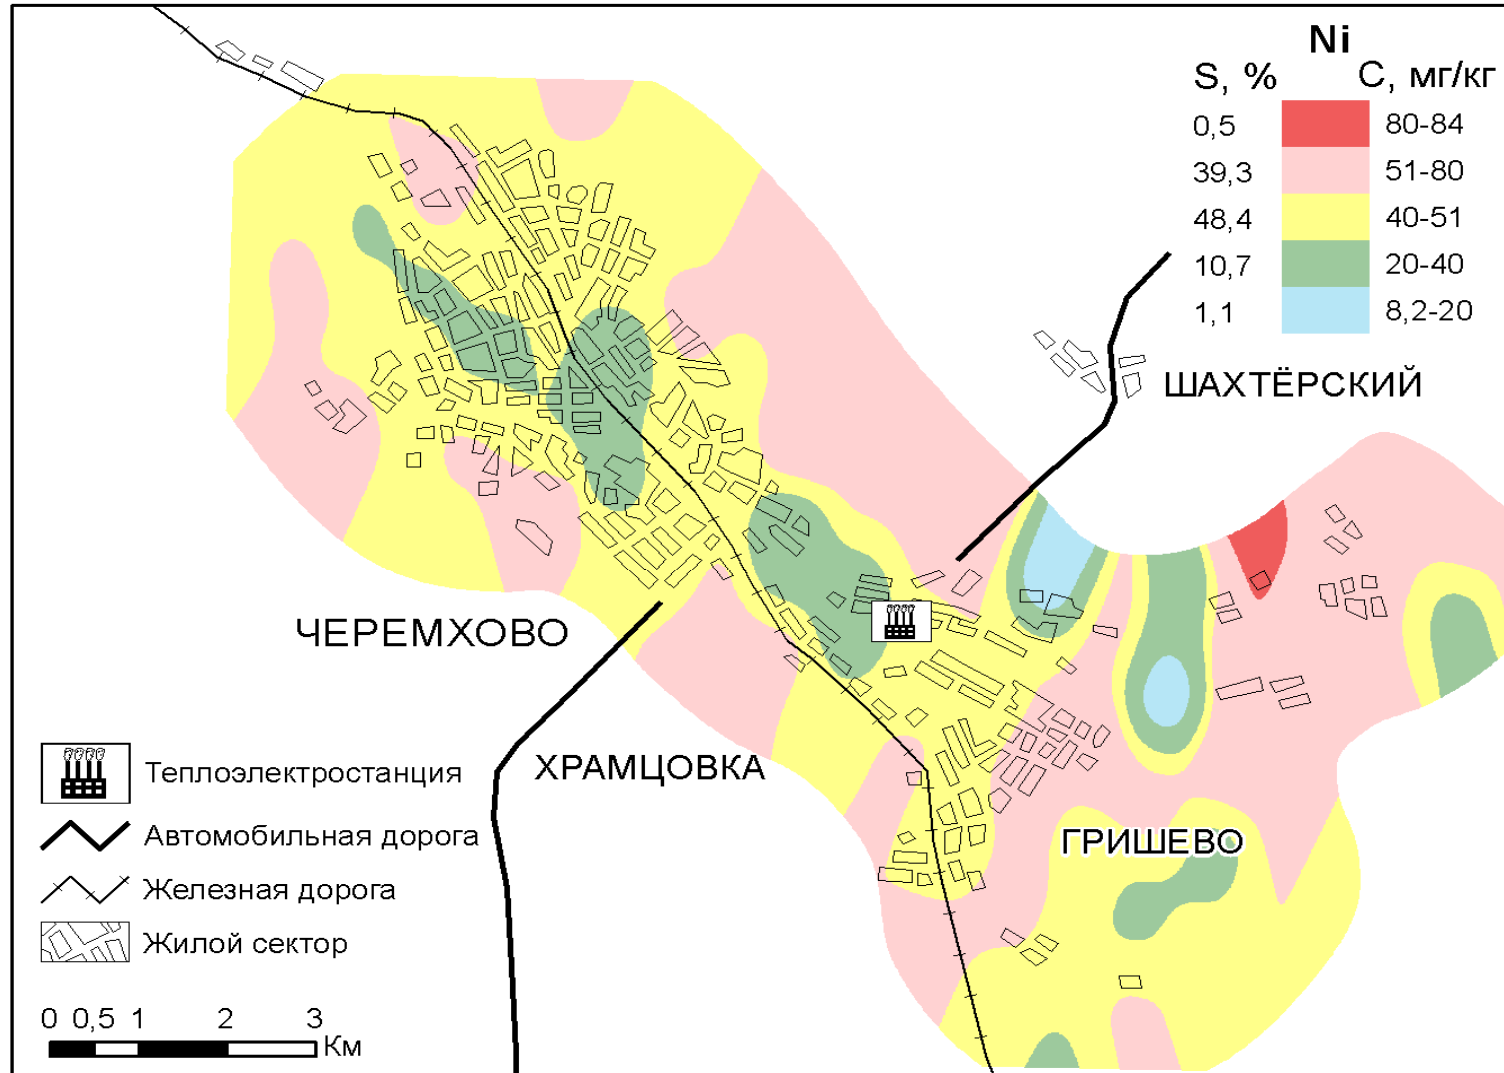 Ni
S, % C, мг/кг
0,5 80-84
39,3 51-80
48,4 40-51
10,7 20-40
1,1 8,2-20
ШАХТЁРСКИЙ
ЧЕРЕМХОВО
ХРАМЦОВКА
ГРИШЕВО
Теплоэлектростанция
Автомобильная дорога
Железная дорога
Жилой сектор
0 0,5 1 2 3
Км